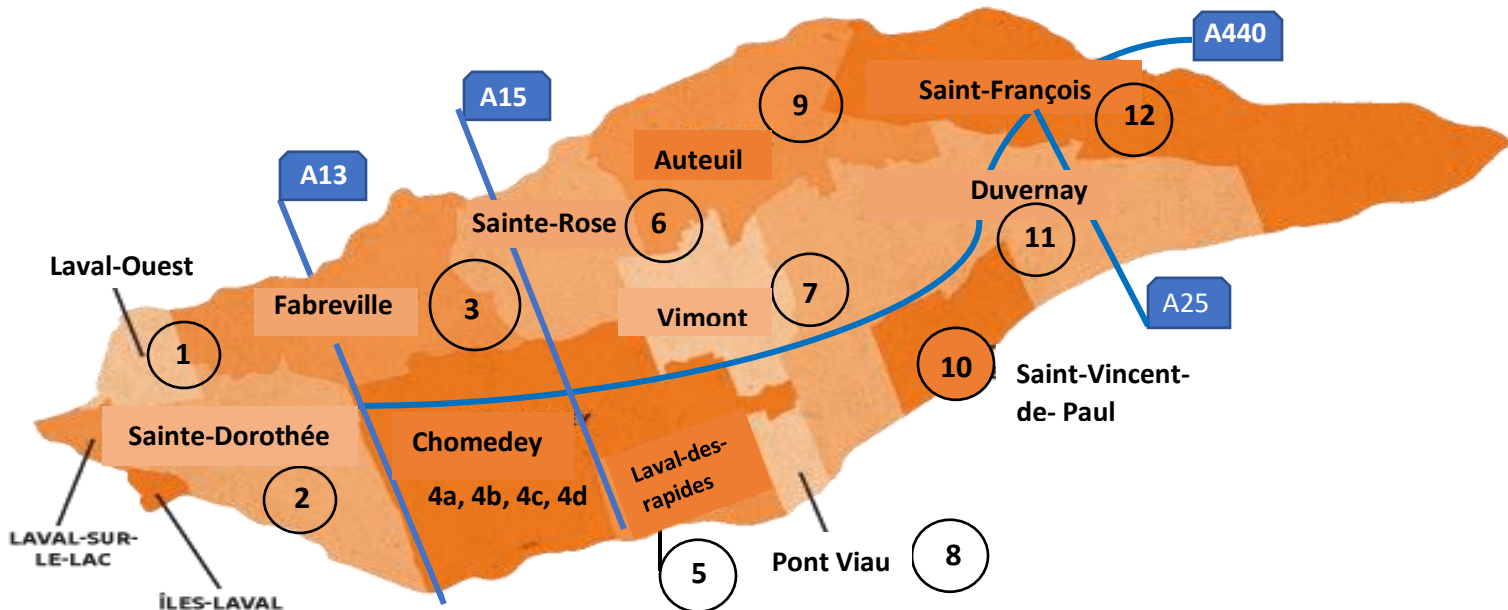 A440
A15
Saint-François
12
9
A13
Auteuil
Duvernay
Sainte-Rose
6
11
Laval-Ouest
Fabreville
3
7
Vimont
A25
1
10
Saint-Vincent-
de- Paul
Sainte-Dorothée
Chomedey
Laval-des-
rapides
2
4a, 4b, 4c, 4d
LAVAL-SUR-
LE-LAC
5
Pont Viau
8
ÎLES-LAVAL